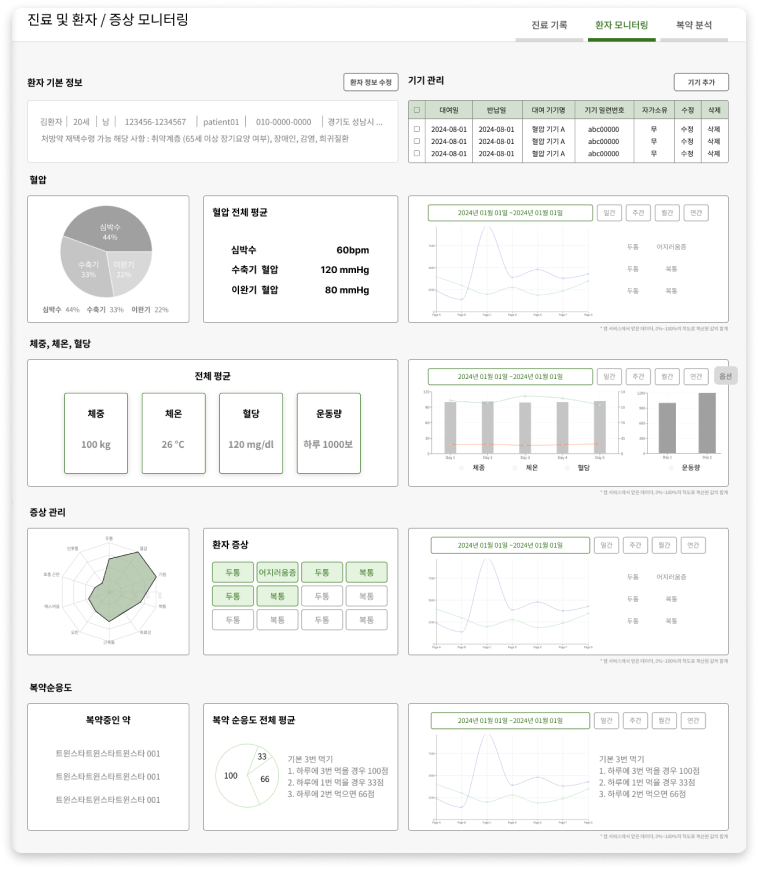 진료 및 환자 / 증상 모니터링
진료 기록
환자 모니터링
복약 분석
환자 기본 정보
환자 정보 수정
김환자 20세 남 123456-1234567 patient01 010-0000-0000 경기도 성남시 ...
처방약 재택수령 가능 해당 사항 : 취약계층 (65세 이상 장기요양 여부), 장애인, 감염, 희귀질환
기기 관리
기기 추가
대여일 반납일 대여 기기명 기기 일련번호 자가소유 수정 삭제
2024-08-01 2024-08-01 혈압 기기 A abc00000 무 수정 삭제
2024-08-01 2024-08-01 혈압 기기 A abc00000 무 수정 삭제
2024-08-01 2024-08-01 혈압 기기 A abc00000 무 수정 삭제
혈압
심박수
44%
수축기
33%
이완기
22%
심박수 44% 수축기 33% 이완기 22%
혈압 전체 평균
심박수 60bpm
수축기 혈압 120 mmHg
이완기 혈압 80 mmHg
2024년 01월 01일 ~2024년 01월 01일
일간 주간 월간 연간
두통 어지러움증
두통 복통
두통 복통
체중, 체온, 혈당
전체 평균
체중
100 kg
체온
26 ℃
혈당
120 mg/dl
운동량
하루 1000보
2024년 01월 01일 ~2024년 01월 01일
일간 주간 월간 연간 옵션
Day 1 Day 2 Day 3 Day 4 Day 5
체중 체온 혈당
Day 1 Day 2
운동량
증상 관리
환자 증상
두통 어지러움증 두통 복통
두통 복통 두통 복통
두통 복통 두통 복통
2024년 01월 01일 ~2024년 01월 01일
일간 주간 월간 연간
두통 어지러움증
두통 복통
두통 복통
복약순응도
복약중인 약
트윈스타트윈스타트윈스타 001
트윈스타트윈스타트윈스타 001
트윈스타트윈스타트윈스타 001
복약 순응도 전체 평균
33
100
66
기본 3번 먹기
1. 하루에 3번 먹을 경우 100점
2. 하루에 1번 먹을 경우 33점
3. 하루에 2번 먹으면 66점
2024년 01월 01일 ~2024년 01월 01일
일간 주간 월간 연간
기본 3번 먹기
1. 하루에 3번 먹을 경우 100점
2. 하루에 1번 먹을 경우 33점
3. 하루에 2번 먹으면 66점